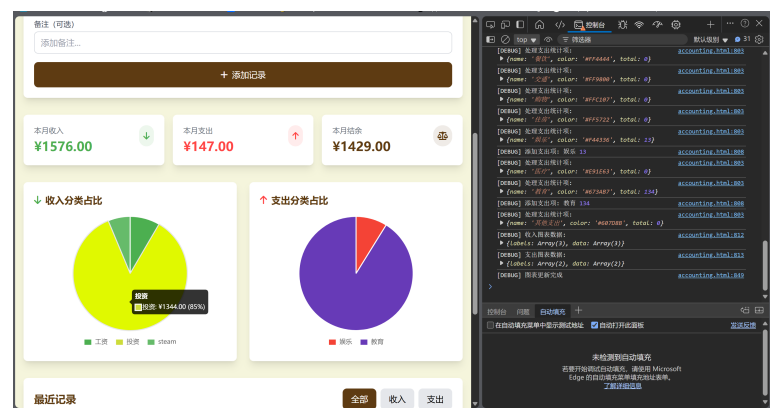 备注（可选）
添加备注...
+ 添加记录
本月收入
¥1576.00
本月支出
¥147.00
本月结余
¥1429.00
收入分类占比
投资
投资: ¥1344.00 (85%)
工资 投资 steam
支出分类占比
娱乐 教育
最近记录
全部 收入 支出
控制台
top 筛选器 默认级别 31
[DEBUG] 处理支出统计项: accounting.html:803
{name: '餐饮', color: '#FF4444', total: 0}
[DEBUG] 处理支出统计项: accounting.html:803
{name: '交通', color: '#FF9800', total: 0}
[DEBUG] 处理支出统计项: accounting.html:803
{name: '购物', color: '#FFC107', total: 0}
[DEBUG] 处理支出统计项: accounting.html:803
{name: '住房', color: '#FF5722', total: 0}
[DEBUG] 处理支出统计项: accounting.html:803
{name: '娱乐', color: '#F44336', total: 13}
[DEBUG] 添加支出项: 娱乐 13 accounting.html:808
[DEBUG] 处理支出统计项: accounting.html:803
{name: '医疗', color: '#E91E63', total: 0}
[DEBUG] 处理支出统计项: accounting.html:803
{name: '教育', color: '#673AB7', total: 134}
[DEBUG] 添加支出项: 教育 134 accounting.html:808
[DEBUG] 处理支出统计项: accounting.html:803
{name: '其他支出', color: '#607D8B', total: 0}
[DEBUG] 收入图表数据: accounting.html:812
{labels: Array(3), data: Array(3)}
[DEBUG] 支出图表数据: accounting.html:813
{labels: Array(2), data: Array(2)}
[DEBUG] 图表更新完成 accounting.html:849
控制台 问题 自动填充
在自动填充菜单中显示测试地址 自动打开此面板 发送反馈
未检测到自动填充
若要开始调试自动填充，请使用 Microsoft
Edge 的自动填充菜单填充地址表单。
了解详细信息